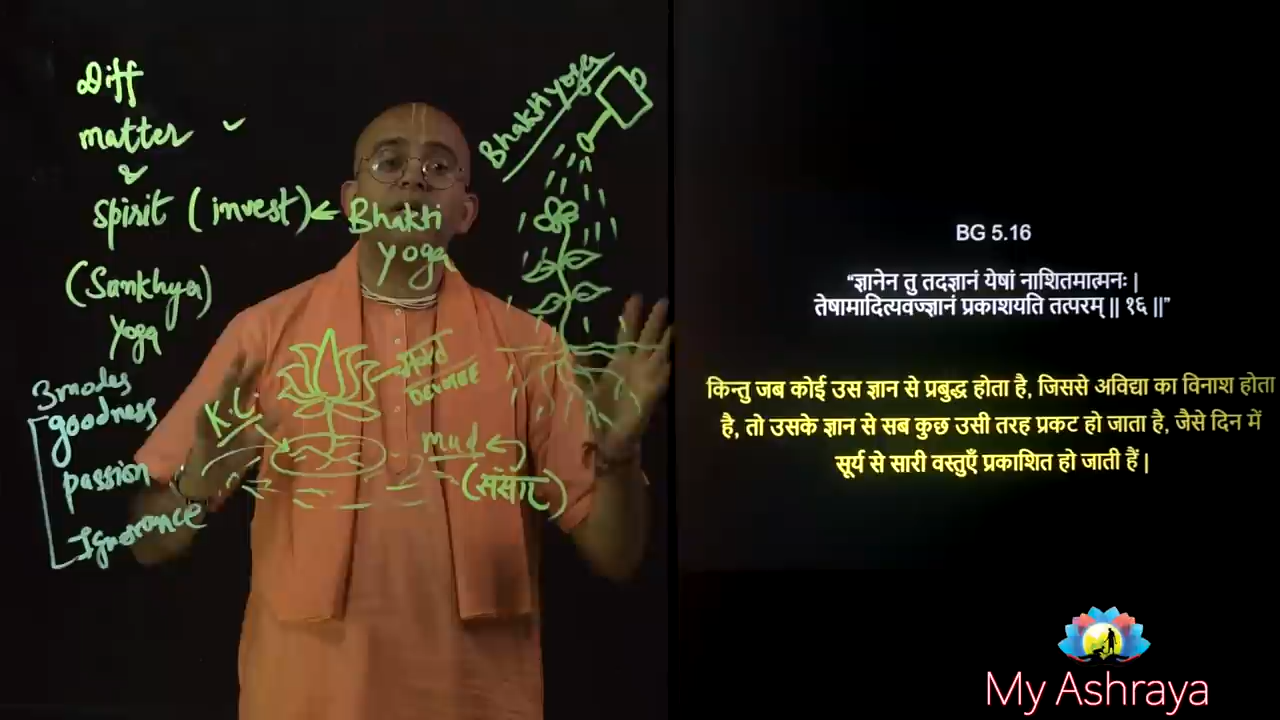 Diff
matter ✓
&
spirit (invest) ← Bhakti
yoga
(Sankhya)
yoga
3 modes
goodness
passion
Ignorance
Bhakti yoga
K.C
DEVINE
mud
(संसार)
BG 5.16
“ज्ञानेन तु तदज्ञानं येषां नाशितमात्मनः |
तेषामादित्यवज्ज्ञानं प्रकाशयति तत्परम् || १६ ||”
किन्तु जब कोई उस ज्ञान से प्रबुद्ध होता है, जिससे अविद्या का विनाश होता
है, तो उसके ज्ञान से सब कुछ उसी तरह प्रकट हो जाता है, जैसे दिन में
सूर्य से सारी वस्तुएँ प्रकाशित हो जाती हैं |
My Ashraya